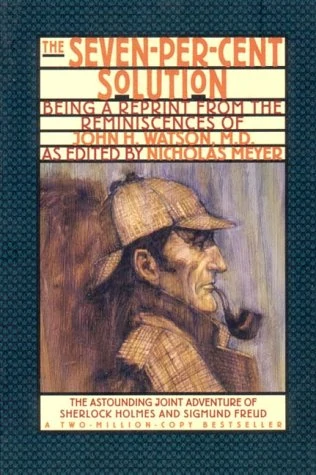 THE SEVEN-PER-CENT
SOLUTION
BEING A REPRINT FROM THE
REMINISCENCES OF
JOHN H. WATSON, M.D.
AS EDITED BY NICHOLAS MEYER
THE ASTOUNDING JOINT ADVENTURE OF
SHERLOCK HOLMES AND SIGMUND FREUD
A TWO-MILLION-COPY BESTSELLER